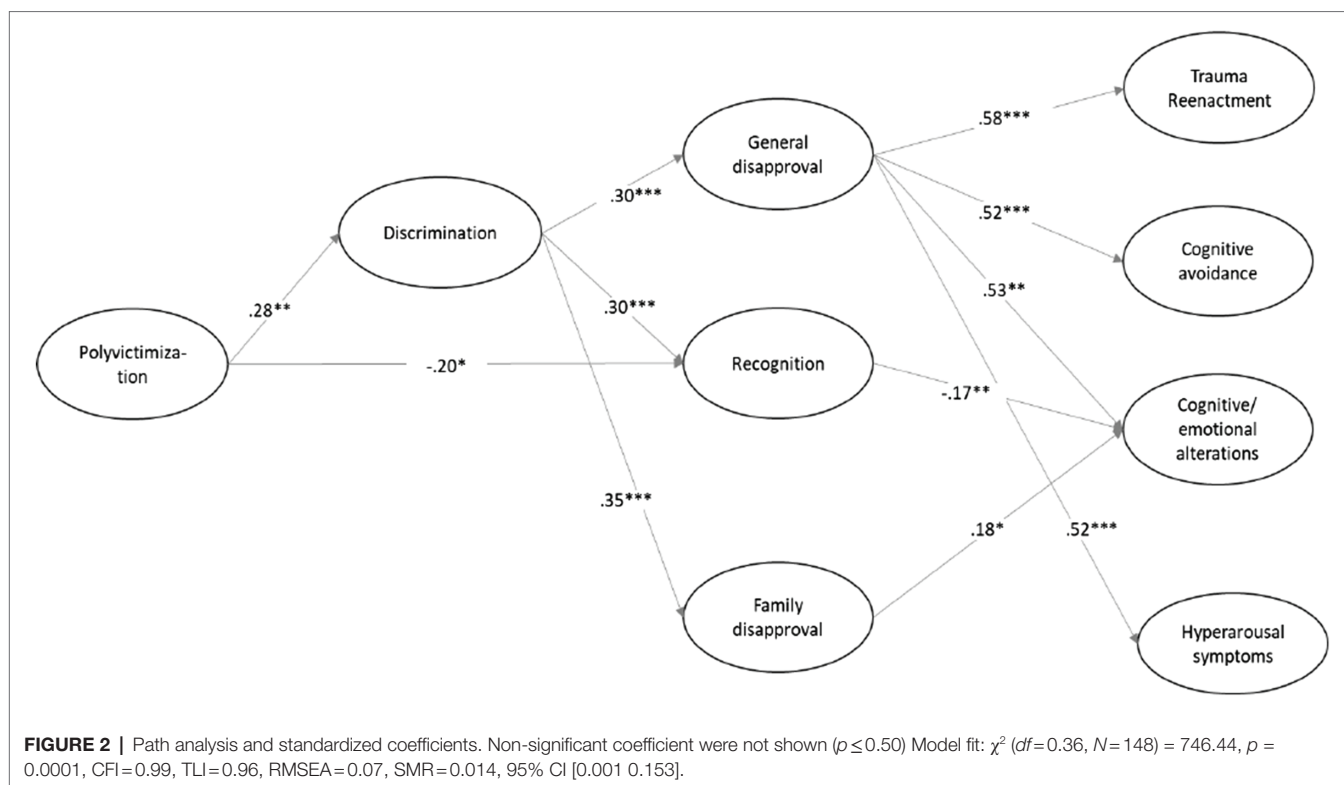 Trauma
Reenactment
.58***
General
disapproval
.30***
.52***
Discrimination
Cognitive
avoidance
.53**
.28**
.30***
Polyvictimiza-
tion
-.20*
Recognition
-.17**
Cognitive/
emotional
alterations
.35***
.18*
.52***
Family
disapproval
Hyperarousal
symptoms
FIGURE 2 | Path analysis and standardized coefficients. Non-significant coefficient were not shown (p ≤ 0.50) Model fit: χ² (df = 0.36, N = 148) = 746.44, p =
0.0001, CFI = 0.99, TLI = 0.96, RMSEA = 0.07, SMR = 0.014, 95% CI [0.001 0.153].